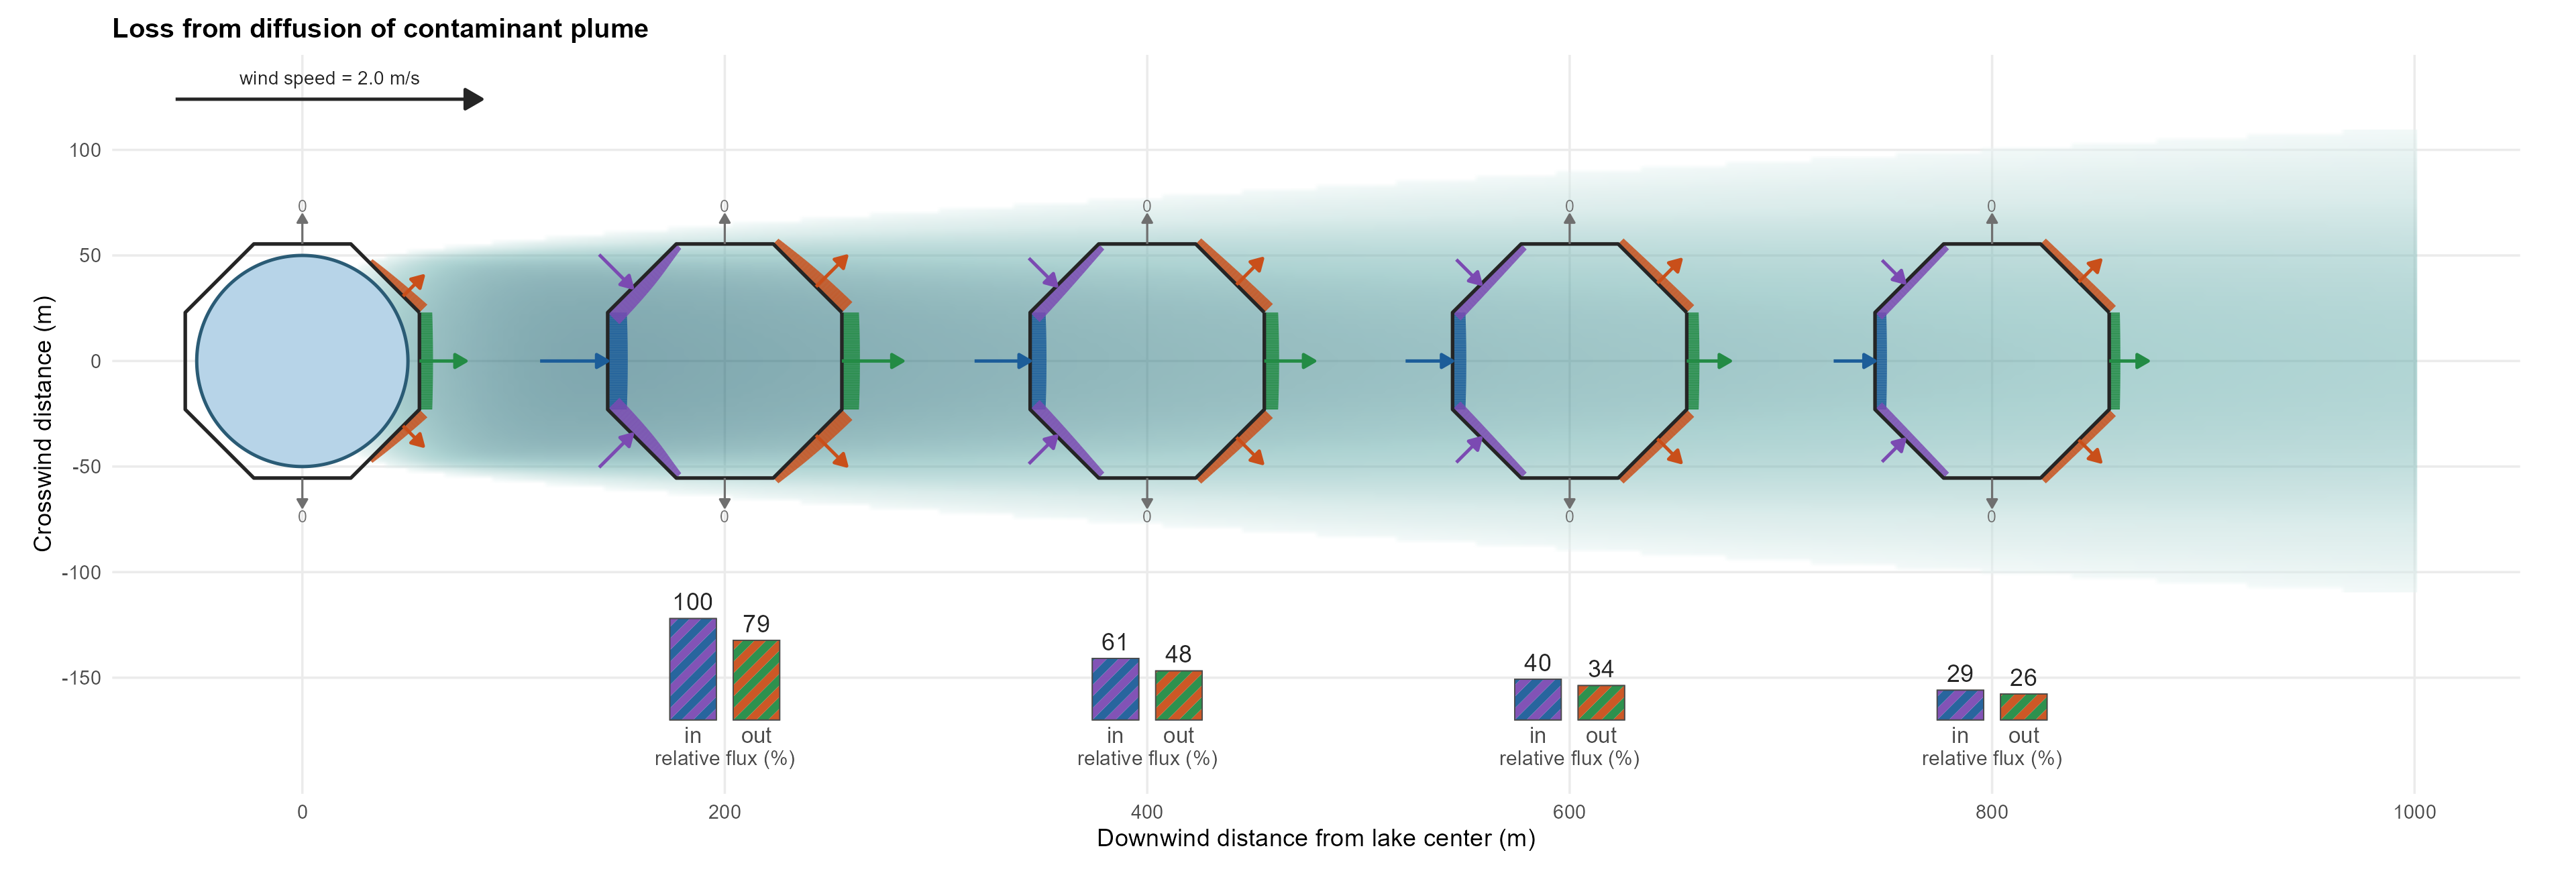 Loss from diffusion of contaminant plume
wind speed = 2.0 m/s
Crosswind distance (m)
100
50
0
-50
-100
-150
0
0
0
0
0
0
0
0
0
0
100
79
in
out
relative flux (%)
61
48
in
out
relative flux (%)
40
34
in
out
relative flux (%)
29
26
in
out
relative flux (%)
0
200
400
600
800
1000
Downwind distance from lake center (m)